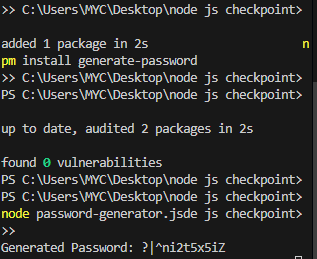 >> C:\Users\MYC\Desktop\node js checkpoint>
added 1 package in 2s n
pm install generate-password
>> C:\Users\MYC\Desktop\node js checkpoint>
PS C:\Users\MYC\Desktop\node js checkpoint>
up to date, audited 2 packages in 2s
found 0 vulnerabilities
PS C:\Users\MYC\Desktop\node js checkpoint>
PS C:\Users\MYC\Desktop\node js checkpoint>
node password-generator.jsde js checkpoint>
>>
Generated Password: ?|^ni2t5x5iZ